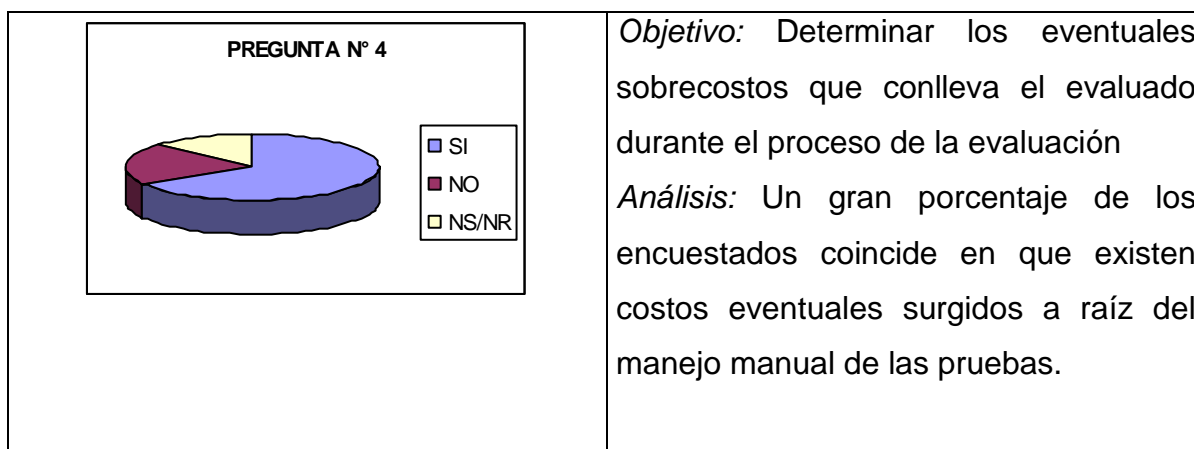 PREGUNTA N° 4
SI
NO
NS/NR
Objetivo: Determinar los eventuales
sobrecostos que conlleva el evaluado
durante el proceso de la evaluación
Análisis: Un gran porcentaje de los
encuestados coincide en que existen
costos eventuales surgidos a raíz del
manejo manual de las pruebas.